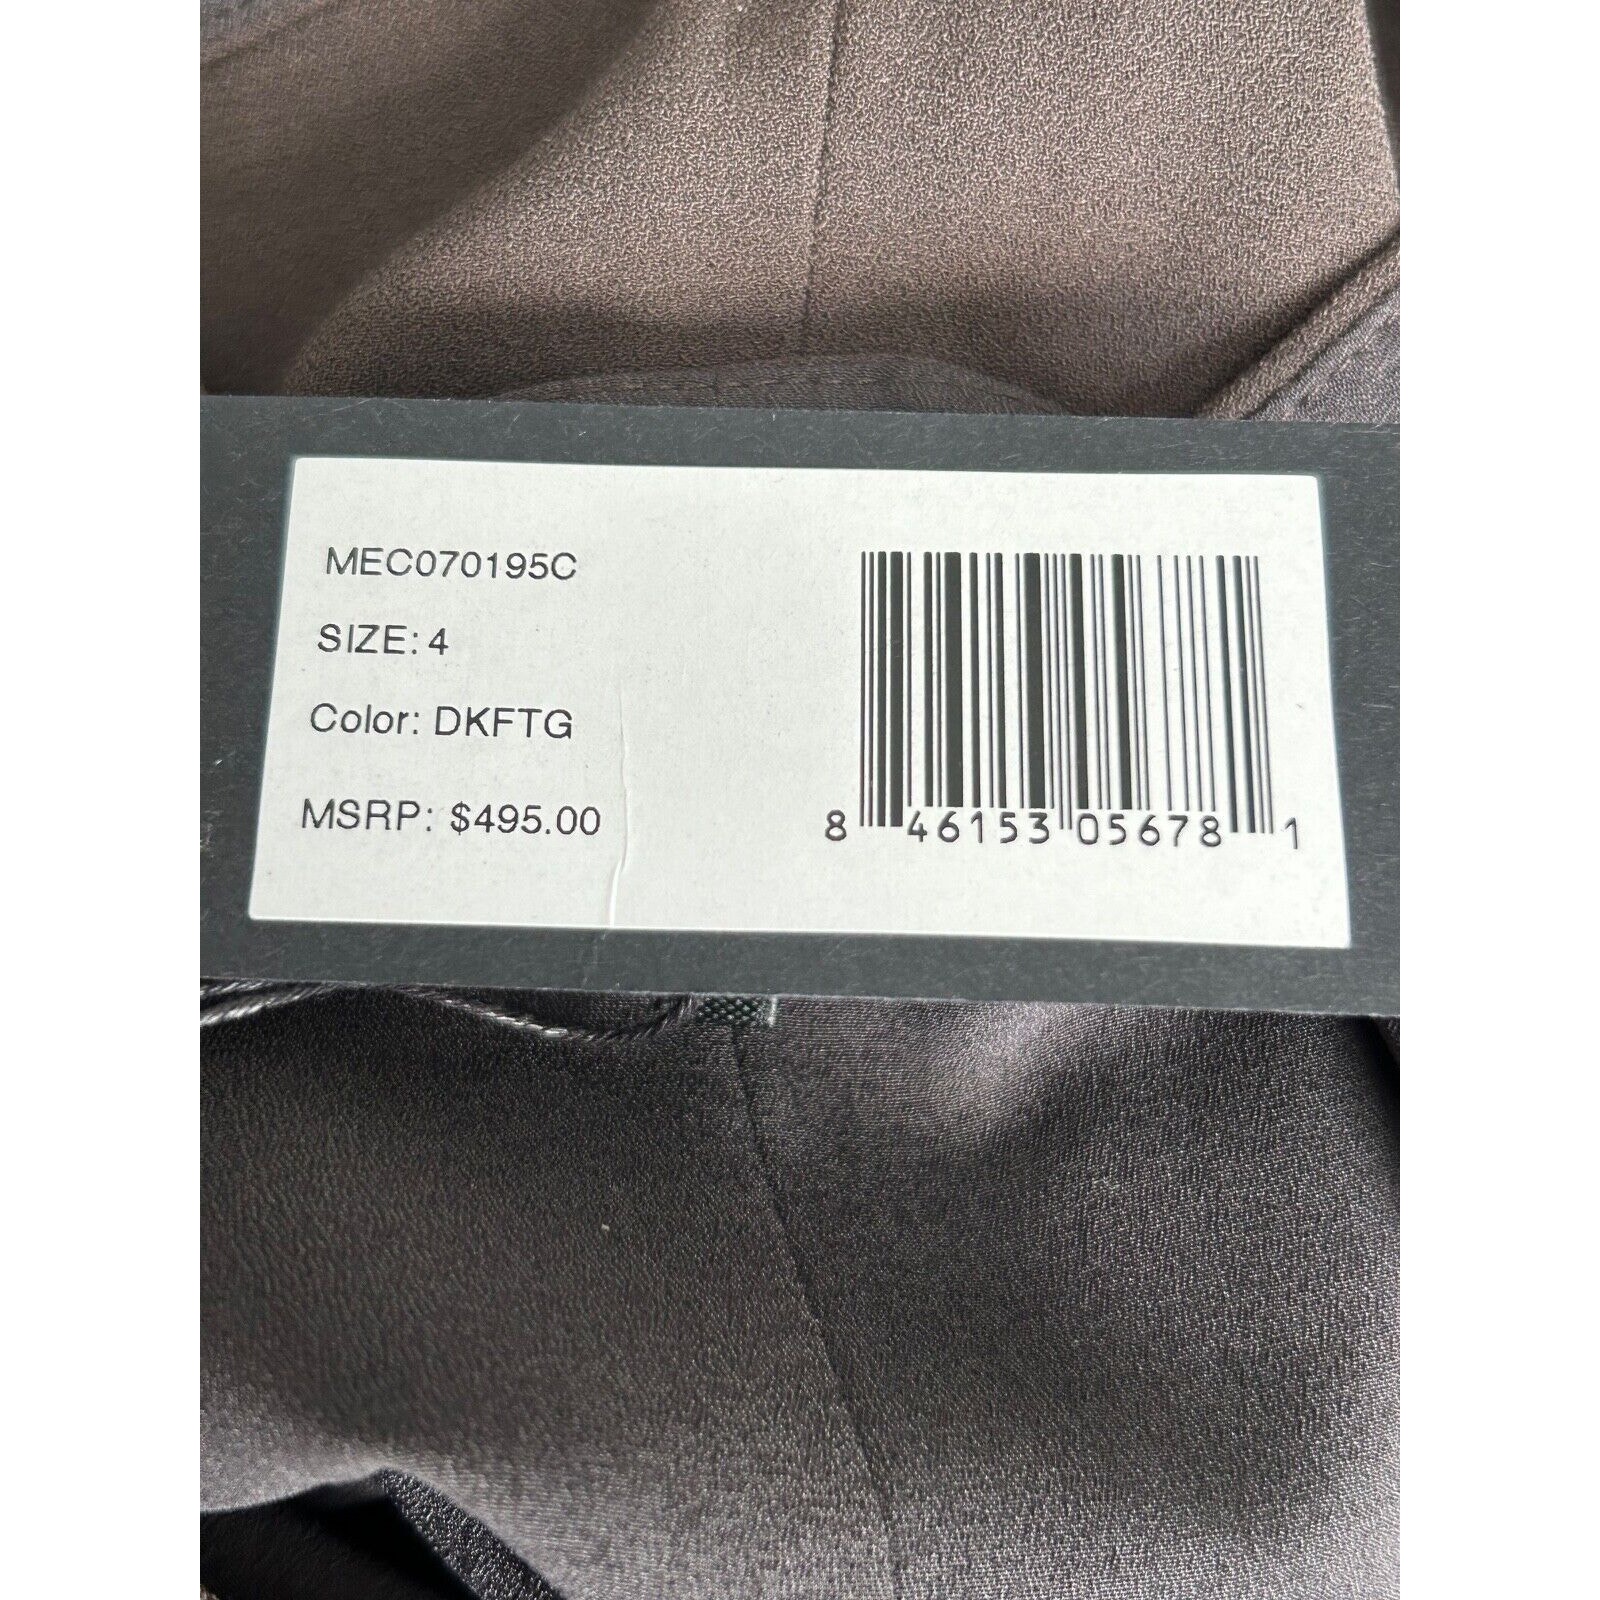 MEC070195C
SIZE: 4
Color: DKFTG
MSRP: $495.00
8 46153 05678 1